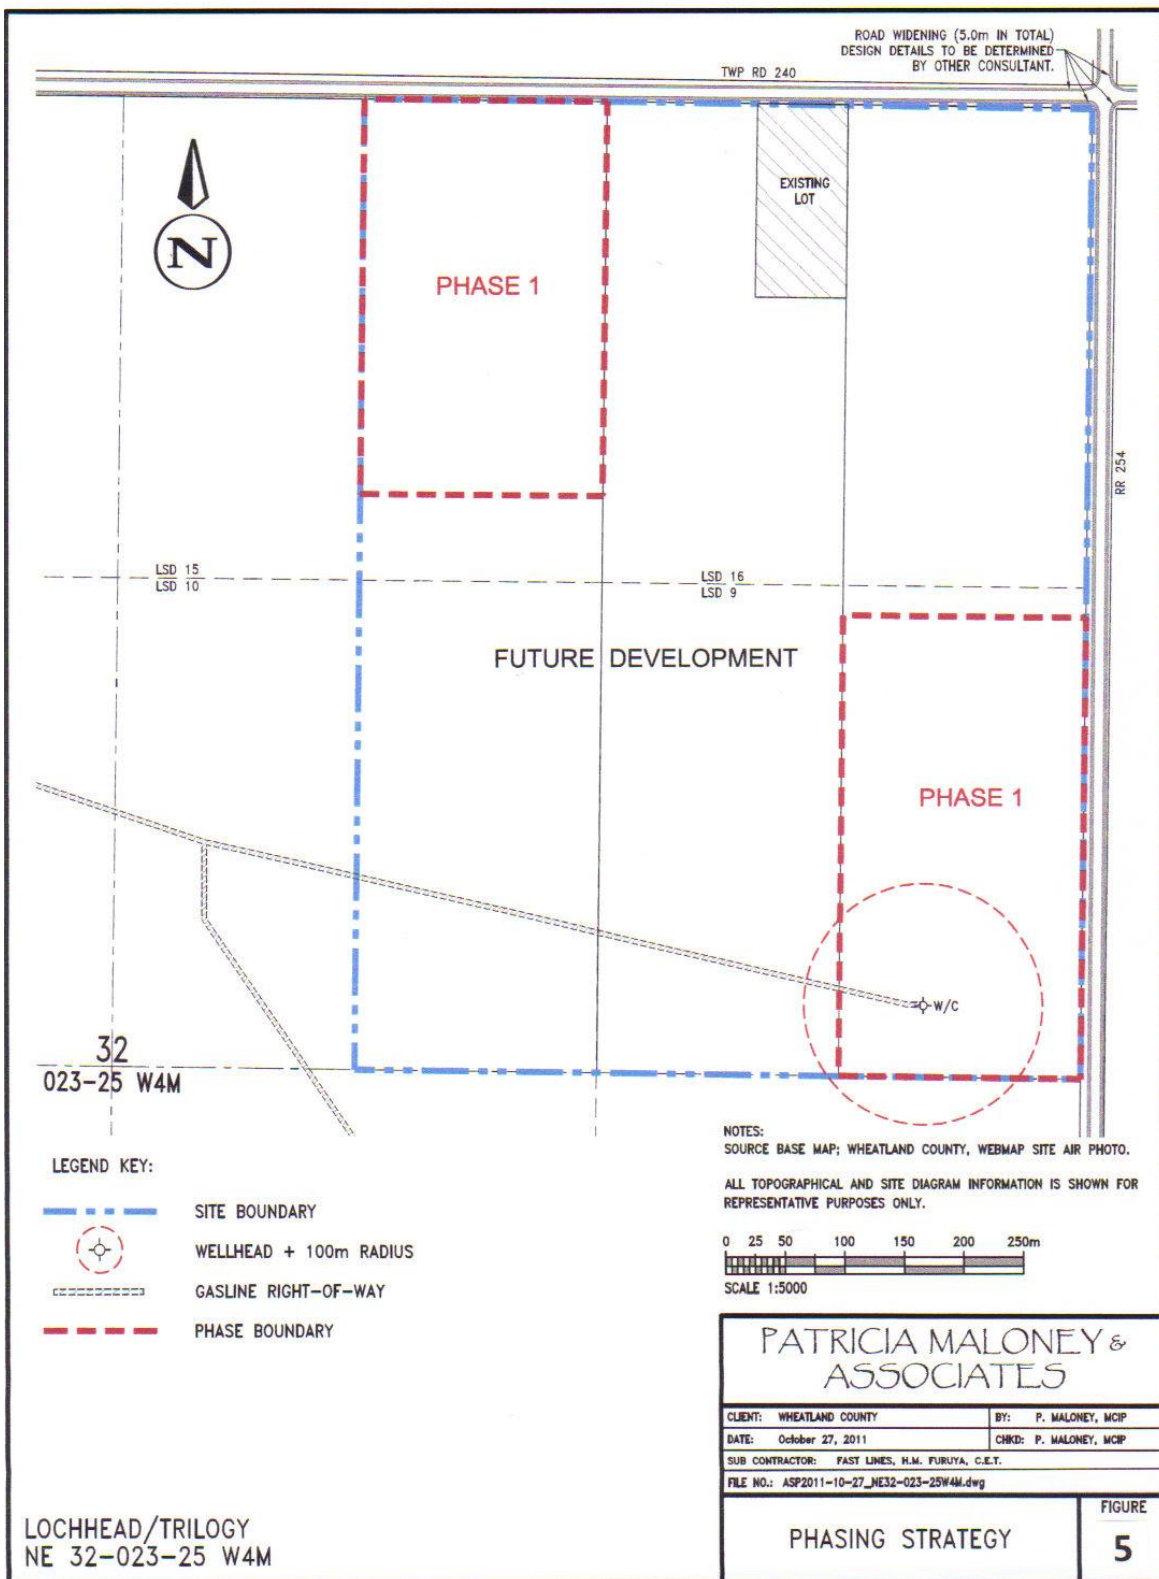 ROAD WIDENING (5.0m IN TOTAL)
DESIGN DETAILS TO BE DETERMINED
BY OTHER CONSULTANT.
TWP RD 240
EXISTING
LOT
N
PHASE 1
RR 254
LSD 15
LSD 10
LSD 16
LSD 9
FUTURE DEVELOPMENT
PHASE 1
W/C
32
023-25 W4M
NOTES:
SOURCE BASE MAP; WHEATLAND COUNTY, WEBMAP SITE AIR PHOTO.
ALL TOPOGRAPHICAL AND SITE DIAGRAM INFORMATION IS SHOWN FOR
REPRESENTATIVE PURPOSES ONLY.
LEGEND KEY:
SITE BOUNDARY
WELLHEAD + 100m RADIUS
GASLINE RIGHT-OF-WAY
PHASE BOUNDARY
0 25 50 100 150 200 250m
SCALE 1:5000
PATRICIA MALONEY &
ASSOCIATES
CLIENT: WHEATLAND COUNTY BY: P. MALONEY, MCIP
DATE: October 27, 2011 CHKD: P. MALONEY, MCIP
SUB CONTRACTOR: FAST LINES, H.M. FURUYA, C.E.T.
FILE NO.: ASP2011-10-27_NE32-023-25W4M.dwg
PHASING STRATEGY
FIGURE
5
LOCHHEAD/TRILOGY
NE 32-023-25 W4M